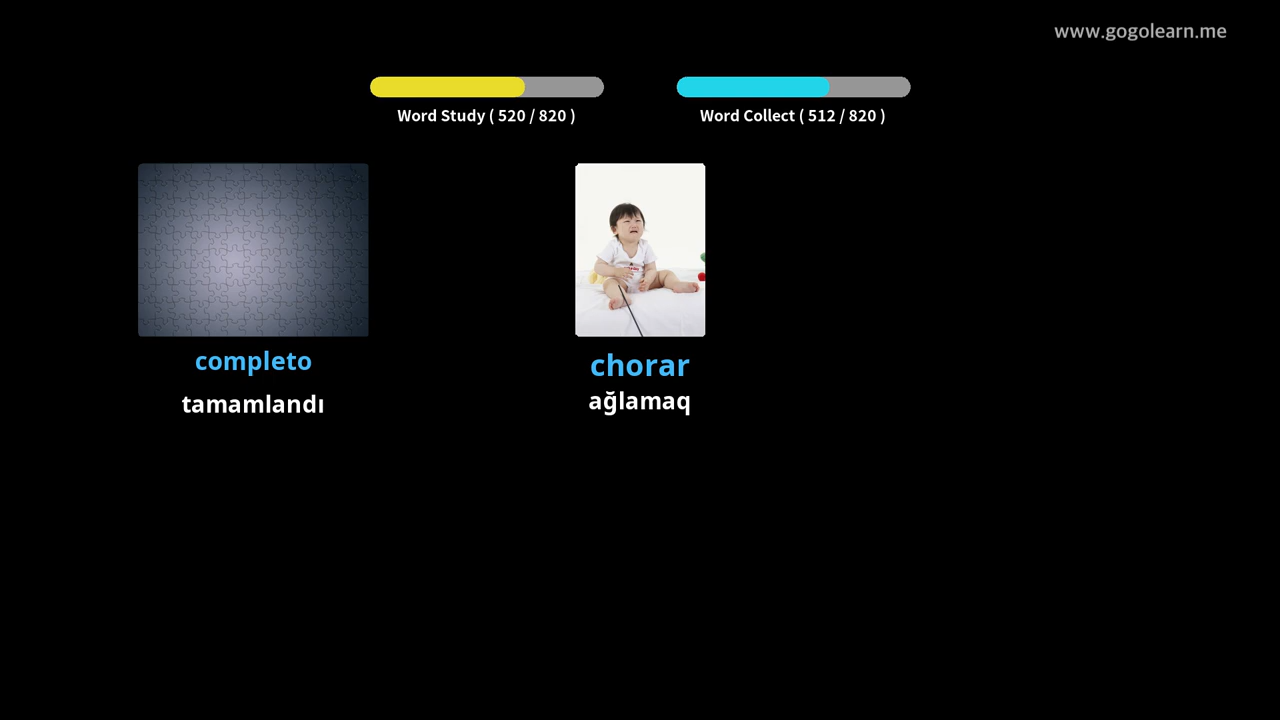 www.gogolearn.me
Word Study ( 520 / 820 )
Word Collect ( 512 / 820 )
completo
tamamlandı
chorar
ağlamaq